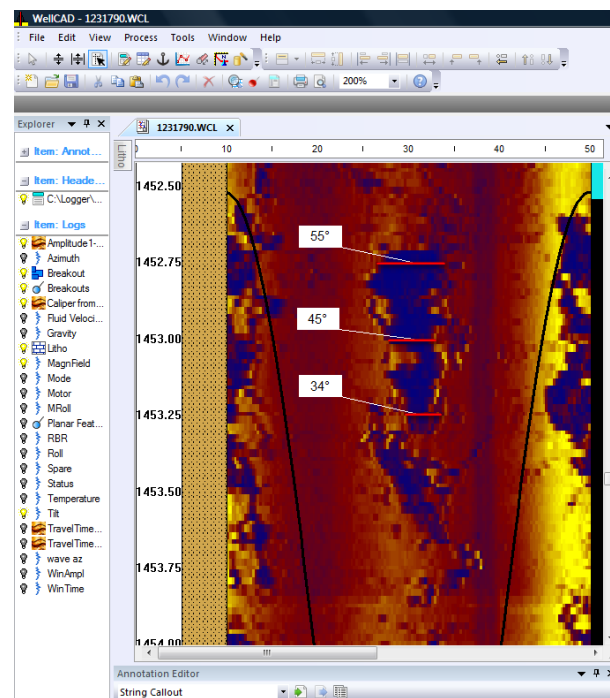 WellCAD - 1231790.WCL
File Edit View Process Tools Window Help
200%
Explorer
1231790.WCL
Item: Annot...
Litho
10 20 30 40 50
Item: Heade...
C:\Logger\...
Item: Logs
Amplitude1-...
Azimuth
Breakout
Breakouts
Caliper from...
Fluid Veloci...
Gravity
Litho
MagnField
Mode
Motor
MRoll
Planar Feat...
RBR
Roll
Spare
Status
Temperature
Tilt
TravelTime...
TravelTime...
wave az
WinAmpl
WinTime
1452.50
55°
1452.75
45°
1453.00
34°
1453.25
1453.50
1453.75
1454.00
Annotation Editor
String Callout